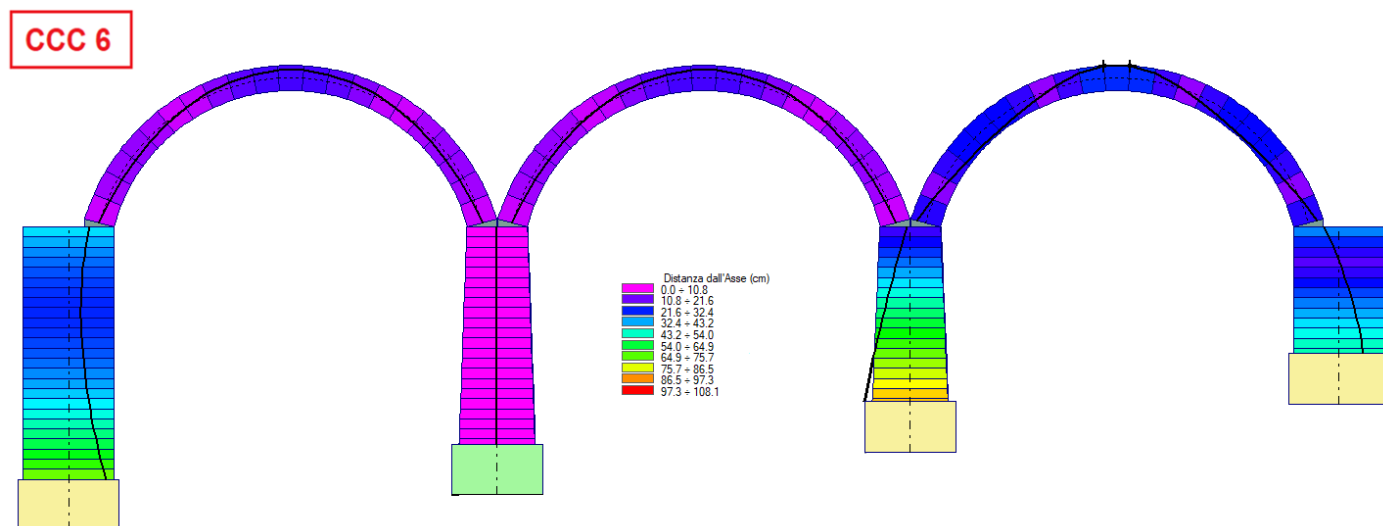 CCC 6
Distanza dall'Asse (cm)
0.0 ÷ 10.8
10.8 ÷ 21.6
21.6 ÷ 32.4
32.4 ÷ 43.2
43.2 ÷ 54.0
54.0 ÷ 64.9
64.9 ÷ 75.7
75.7 ÷ 86.5
86.5 ÷ 97.3
97.3 ÷ 108.1